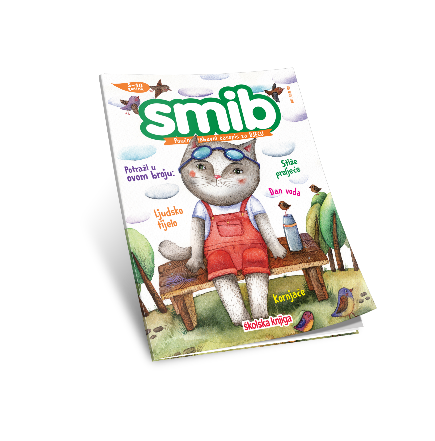 smib
Potraži u
ovom broju:
Stiže
proljeće
Dan voda
Ljudsko
tijelo
Kornjače
školska knjiga